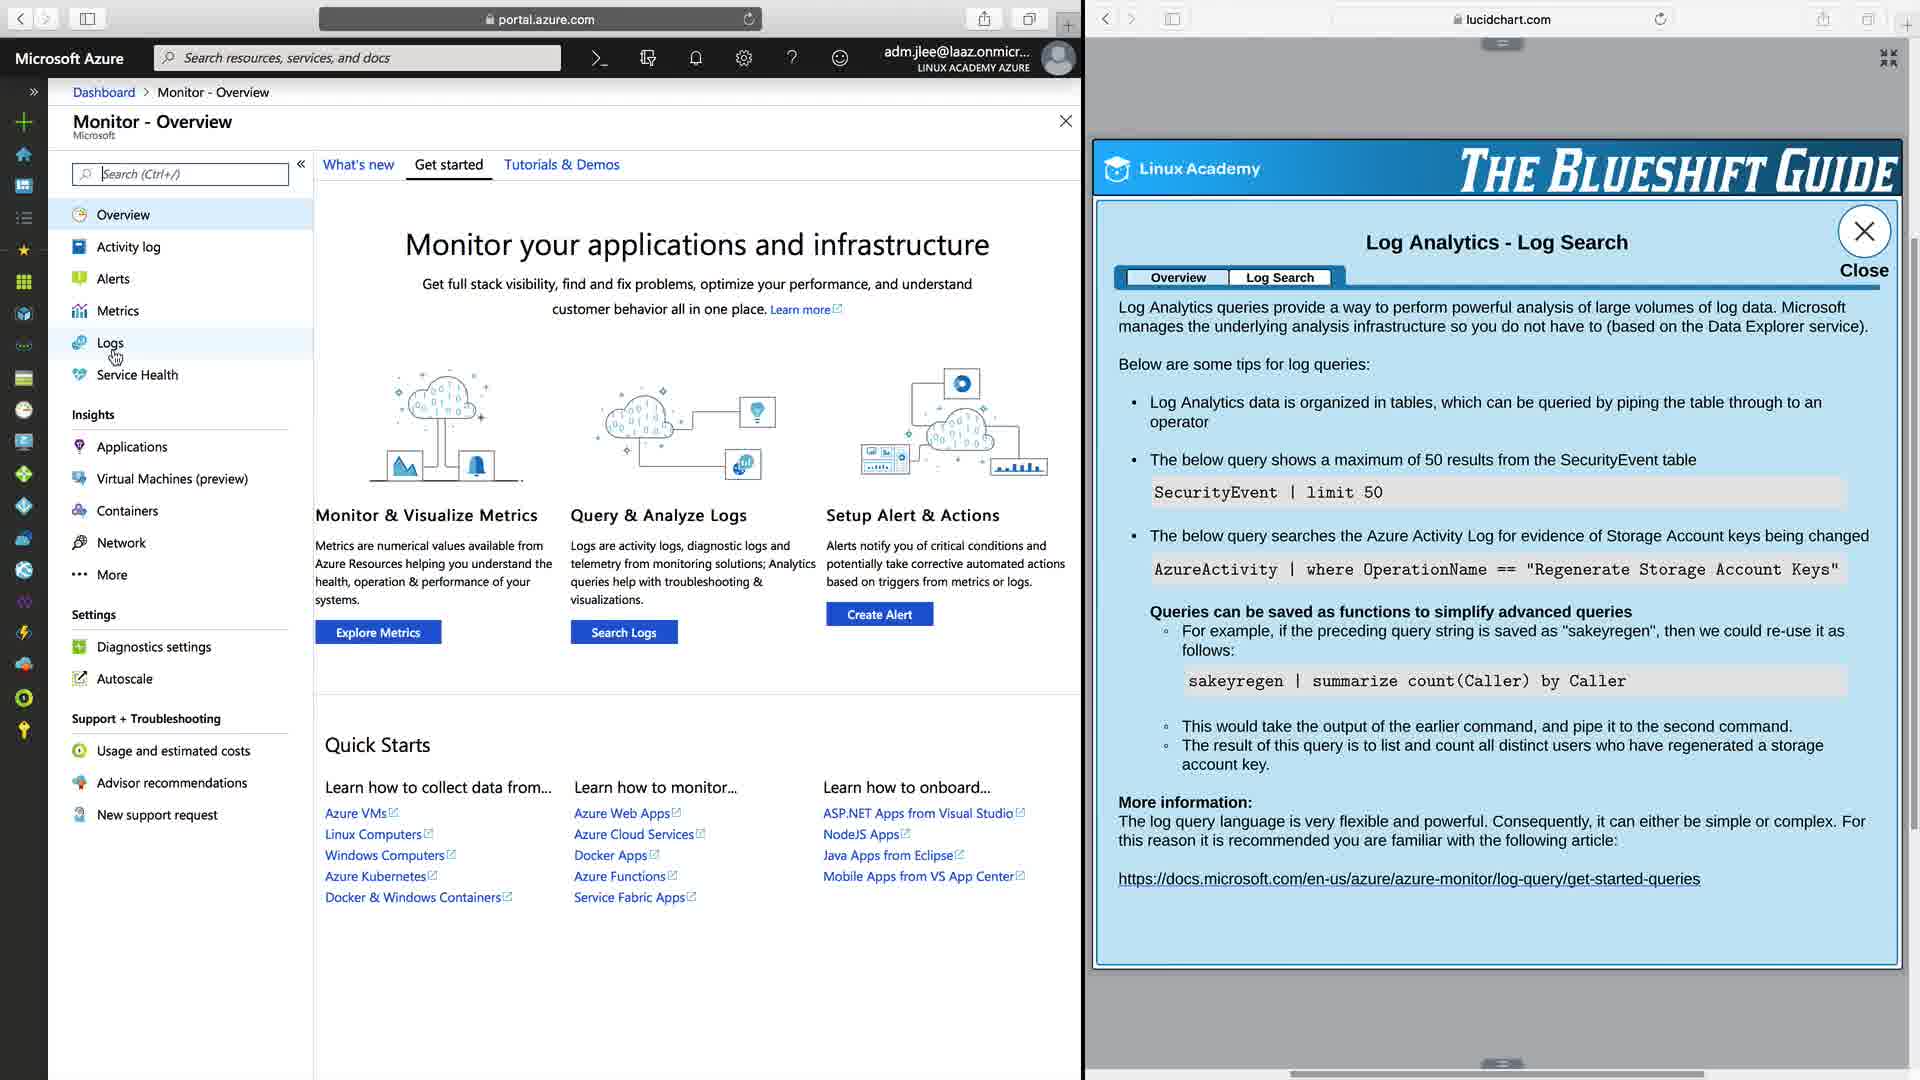 portal.azure.com
Microsoft Azure
Search resources, services, and docs
adm.jlee@laaz.onmicr...
LINUX ACADEMY AZURE
Dashboard > Monitor - Overview
Monitor - Overview
Microsoft
Search (Ctrl+/)
Overview
Activity log
Alerts
Metrics
Logs
Service Health
Insights
Applications
Virtual Machines (preview)
Containers
Network
More
Settings
Diagnostics settings
Autoscale
Support + Troubleshooting
Usage and estimated costs
Advisor recommendations
New support request
What's new
Get started
Tutorials & Demos
Monitor your applications and infrastructure
Get full stack visibility, find and fix problems, optimize your performance, and understand
customer behavior all in one place. Learn more
Monitor & Visualize Metrics
Metrics are numerical values available from
Azure Resources helping you understand the
health, operation & performance of your
systems.
Explore Metrics
Query & Analyze Logs
Logs are activity logs, diagnostic logs and
telemetry from monitoring solutions; Analytics
queries help with troubleshooting &
visualizations.
Search Logs
Setup Alert & Actions
Alerts notify you of critical conditions and
potentially take corrective automated actions
based on triggers from metrics or logs.
Create Alert
Quick Starts
Learn how to collect data from...
Azure VMs
Linux Computers
Windows Computers
Azure Kubernetes
Docker & Windows Containers
Learn how to monitor...
Azure Web Apps
Azure Cloud Services
Docker Apps
Azure Functions
Service Fabric Apps
Learn how to onboard...
ASP.NET Apps from Visual Studio
NodeJS Apps
Java Apps from Eclipse
Mobile Apps from VS App Center
lucidchart.com
Linux Academy
THE BLUESHIFT GUIDE
Log Analytics - Log Search
Close
Overview
Log Search
Log Analytics queries provide a way to perform powerful analysis of large volumes of log data. Microsoft
manages the underlying analysis infrastructure so you do not have to (based on the Data Explorer service).
Below are some tips for log queries:
• Log Analytics data is organized in tables, which can be queried by piping the table through to an
operator
• The below query shows a maximum of 50 results from the SecurityEvent table
SecurityEvent | limit 50
• The below query searches the Azure Activity Log for evidence of Storage Account keys being changed
AzureActivity | where OperationName == "Regenerate Storage Account Keys"
Queries can be saved as functions to simplify advanced queries
◦ For example, if the preceding query string is saved as "sakeyregen", then we could re-use it as
follows:
sakeyregen | summarize count(Caller) by Caller
◦ This would take the output of the earlier command, and pipe it to the second command.
◦ The result of this query is to list and count all distinct users who have regenerated a storage
account key.
More information:
The log query language is very flexible and powerful. Consequently, it can either be simple or complex. For
this reason it is recommended you are familiar with the following article:
https://docs.microsoft.com/en-us/azure/azure-monitor/log-query/get-started-queries